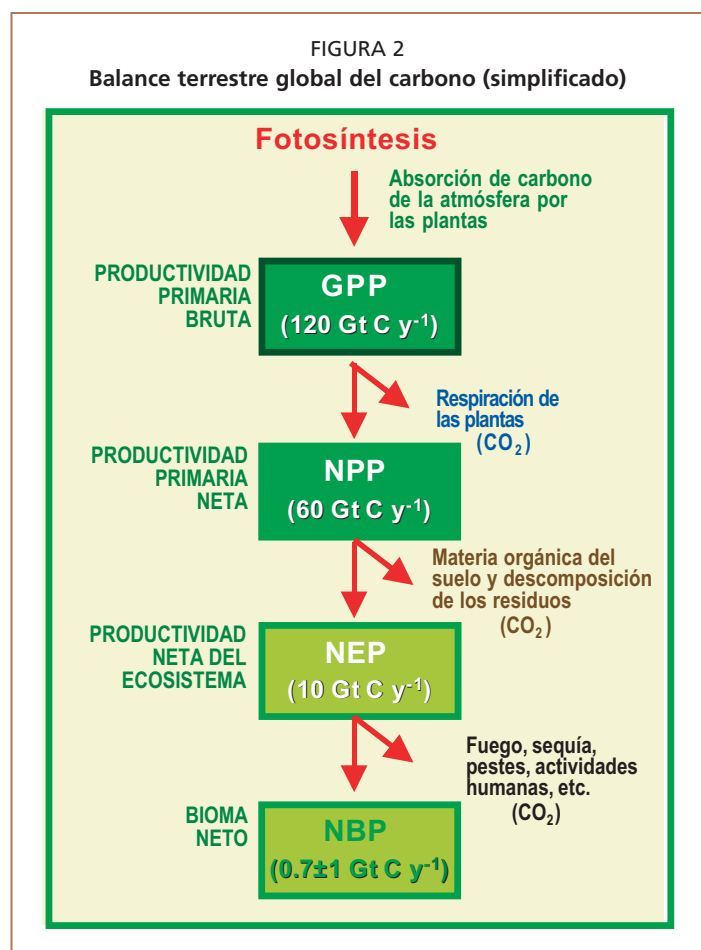 FIGURA 2
Balance terrestre global del carbono (simplificado)
Fotosíntesis
Absorción de carbono
de la atmósfera por
las plantas
PRODUCTIVIDAD
PRIMARIA
BRUTA
GPP
(120 Gt C y⁻¹)
Respiración de
las plantas
(CO₂)
PRODUCTIVIDAD
PRIMARIA
NETA
NPP
(60 Gt C y⁻¹)
Materia orgánica del
suelo y descomposición
de los residuos
(CO₂)
PRODUCTIVIDAD
NETA DEL
ECOSISTEMA
NEP
(10 Gt C y⁻¹)
Fuego, sequía,
pestes, actividades
humanas, etc.
(CO₂)
BIOMA
NETO
NBP
(0.7±1 Gt C y⁻¹)